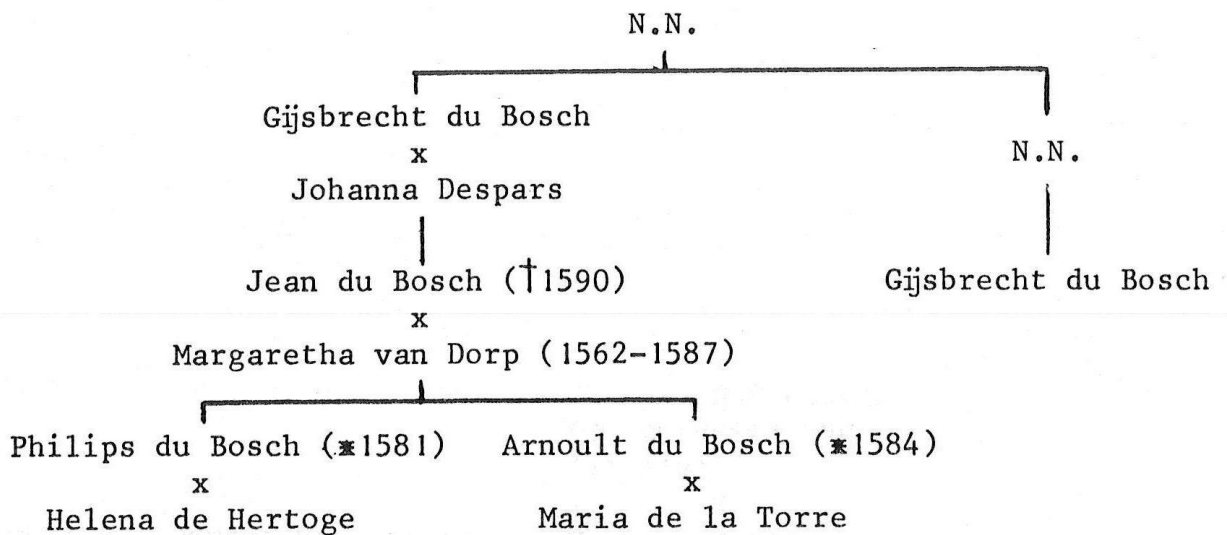 N.N.
Gijsbrecht du Bosch
x
Johanna Despars
N.N.
Jean du Bosch (†1590)
x
Margaretha van Dorp (1562-1587)
Gijsbrecht du Bosch
Philips du Bosch (*1581)
x
Helena de Hertoge
Arnoult du Bosch (*1584)
x
Maria de la Torre